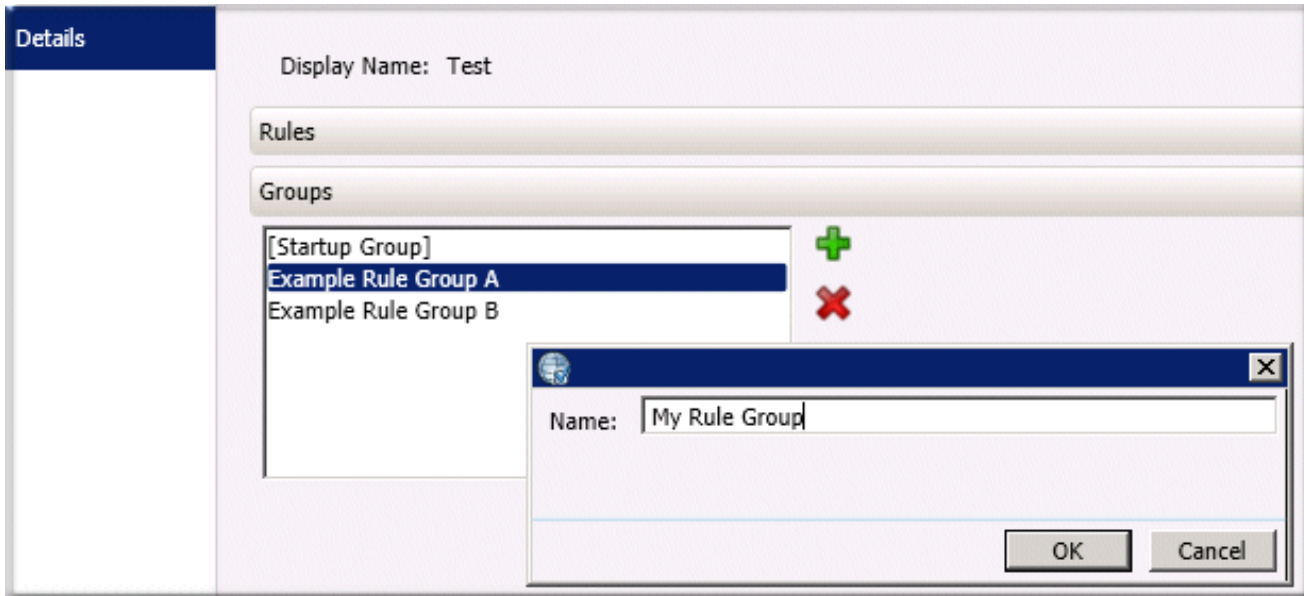 Details
Display Name: Test
Rules
Groups
[Startup Group]
Example Rule Group A
Example Rule Group B
Name: My Rule Group
OK Cancel